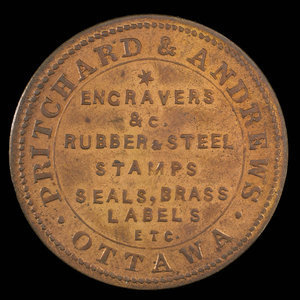 PRITCHARD & ANDREWS
ENGRAVERS
&C.
RUBBER & STEEL
STAMPS
SEALS, BRASS
LABELS
ETC.
· OTTAWA ·